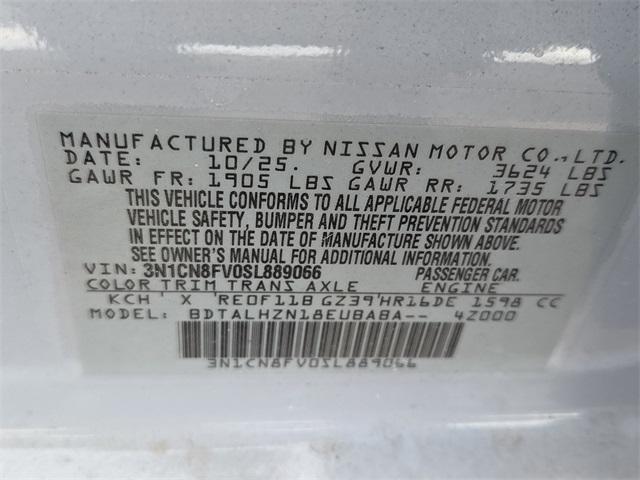 MANUFACTURED BY NISSAN MOTOR CO.,LTD.
DATE: 10/25. GVWR: 3624 LBS
GAWR FR: 1905 LBS GAWR RR: 1735 LBS
THIS VEHICLE CONFORMS TO ALL APPLICABLE FEDERAL MOTOR
VEHICLE SAFETY, BUMPER AND THEFT PREVENTION STANDARDS
IN EFFECT ON THE DATE OF MANUFACTURE SHOWN ABOVE.
SEE OWNER'S MANUAL FOR ADDITIONAL INFORMATION.
VIN: 3N1CN8FV0SL889066 PASSENGER CAR.
COLOR TRIM TRANS AXLE ENGINE
KCH X RE0F11B GZ39 HR16DE 1598 CC
MODEL: BDTALHZN18EUBABA-- 4Z000
3N1CN8FV0SL889066